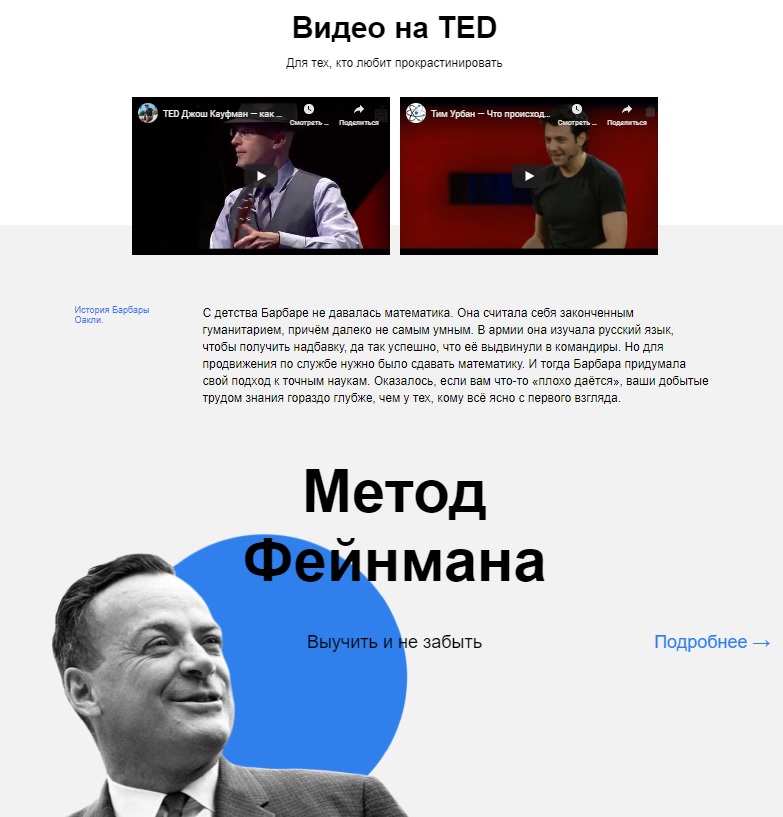 Видео на TED
Для тех, кто любит прокрастинировать
TED Джош Кауфман — как ...
Смотреть ...
Поделиться
Тим Урбан — Что происход...
Смотреть ...
Поделиться
История Барбары
Оакли.
С детства Барбаре не давалась математика. Она считала себя законченным
гуманитарием, причём далеко не самым умным. В армии она изучала русский язык,
чтобы получить надбавку, да так успешно, что её выдвинули в командиры. Но для
продвижения по службе нужно было сдавать математику. И тогда Барбара придумала
свой подход к точным наукам. Оказалось, если вам что-то «плохо даётся», ваши добытые
трудом знания гораздо глубже, чем у тех, кому всё ясно с первого взгляда.
Метод
Фейнмана
Выучить и не забыть
Подробнее →